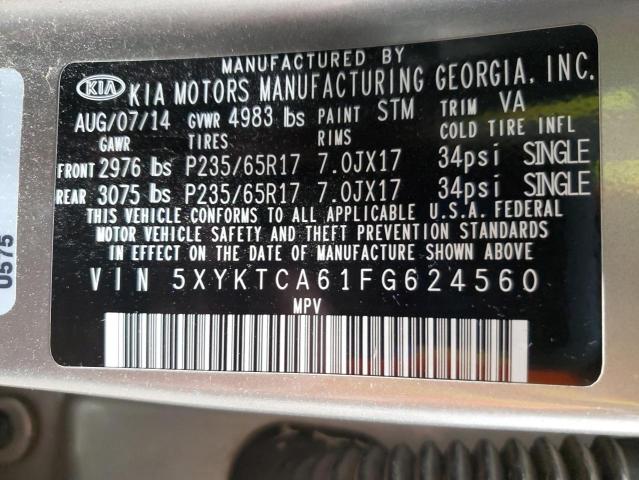 MANUFACTURED BY
KIA KIA MOTORS MANUFACTURING GEORGIA, INC.
AUG/07/14 GVWR 4983 lbs PAINT STM TRIM VA
GAWR TIRES RIMS COLD TIRE INFL
FRONT 2976 lbs P235/65R17 7.0JX17 34psi SINGLE
REAR 3075 lbs P235/65R17 7.0JX17 34psi SINGLE
THIS VEHICLE CONFORMS TO ALL APPLICABLE U.S.A. FEDERAL
MOTOR VEHICLE SAFETY AND THEFT PREVENTION STANDARDS
IN EFFECT ON THE DATE OF MANUFACTURE SHOWN ABOVE.
VIN 5XYKTCA61FG624560
MPV
0575